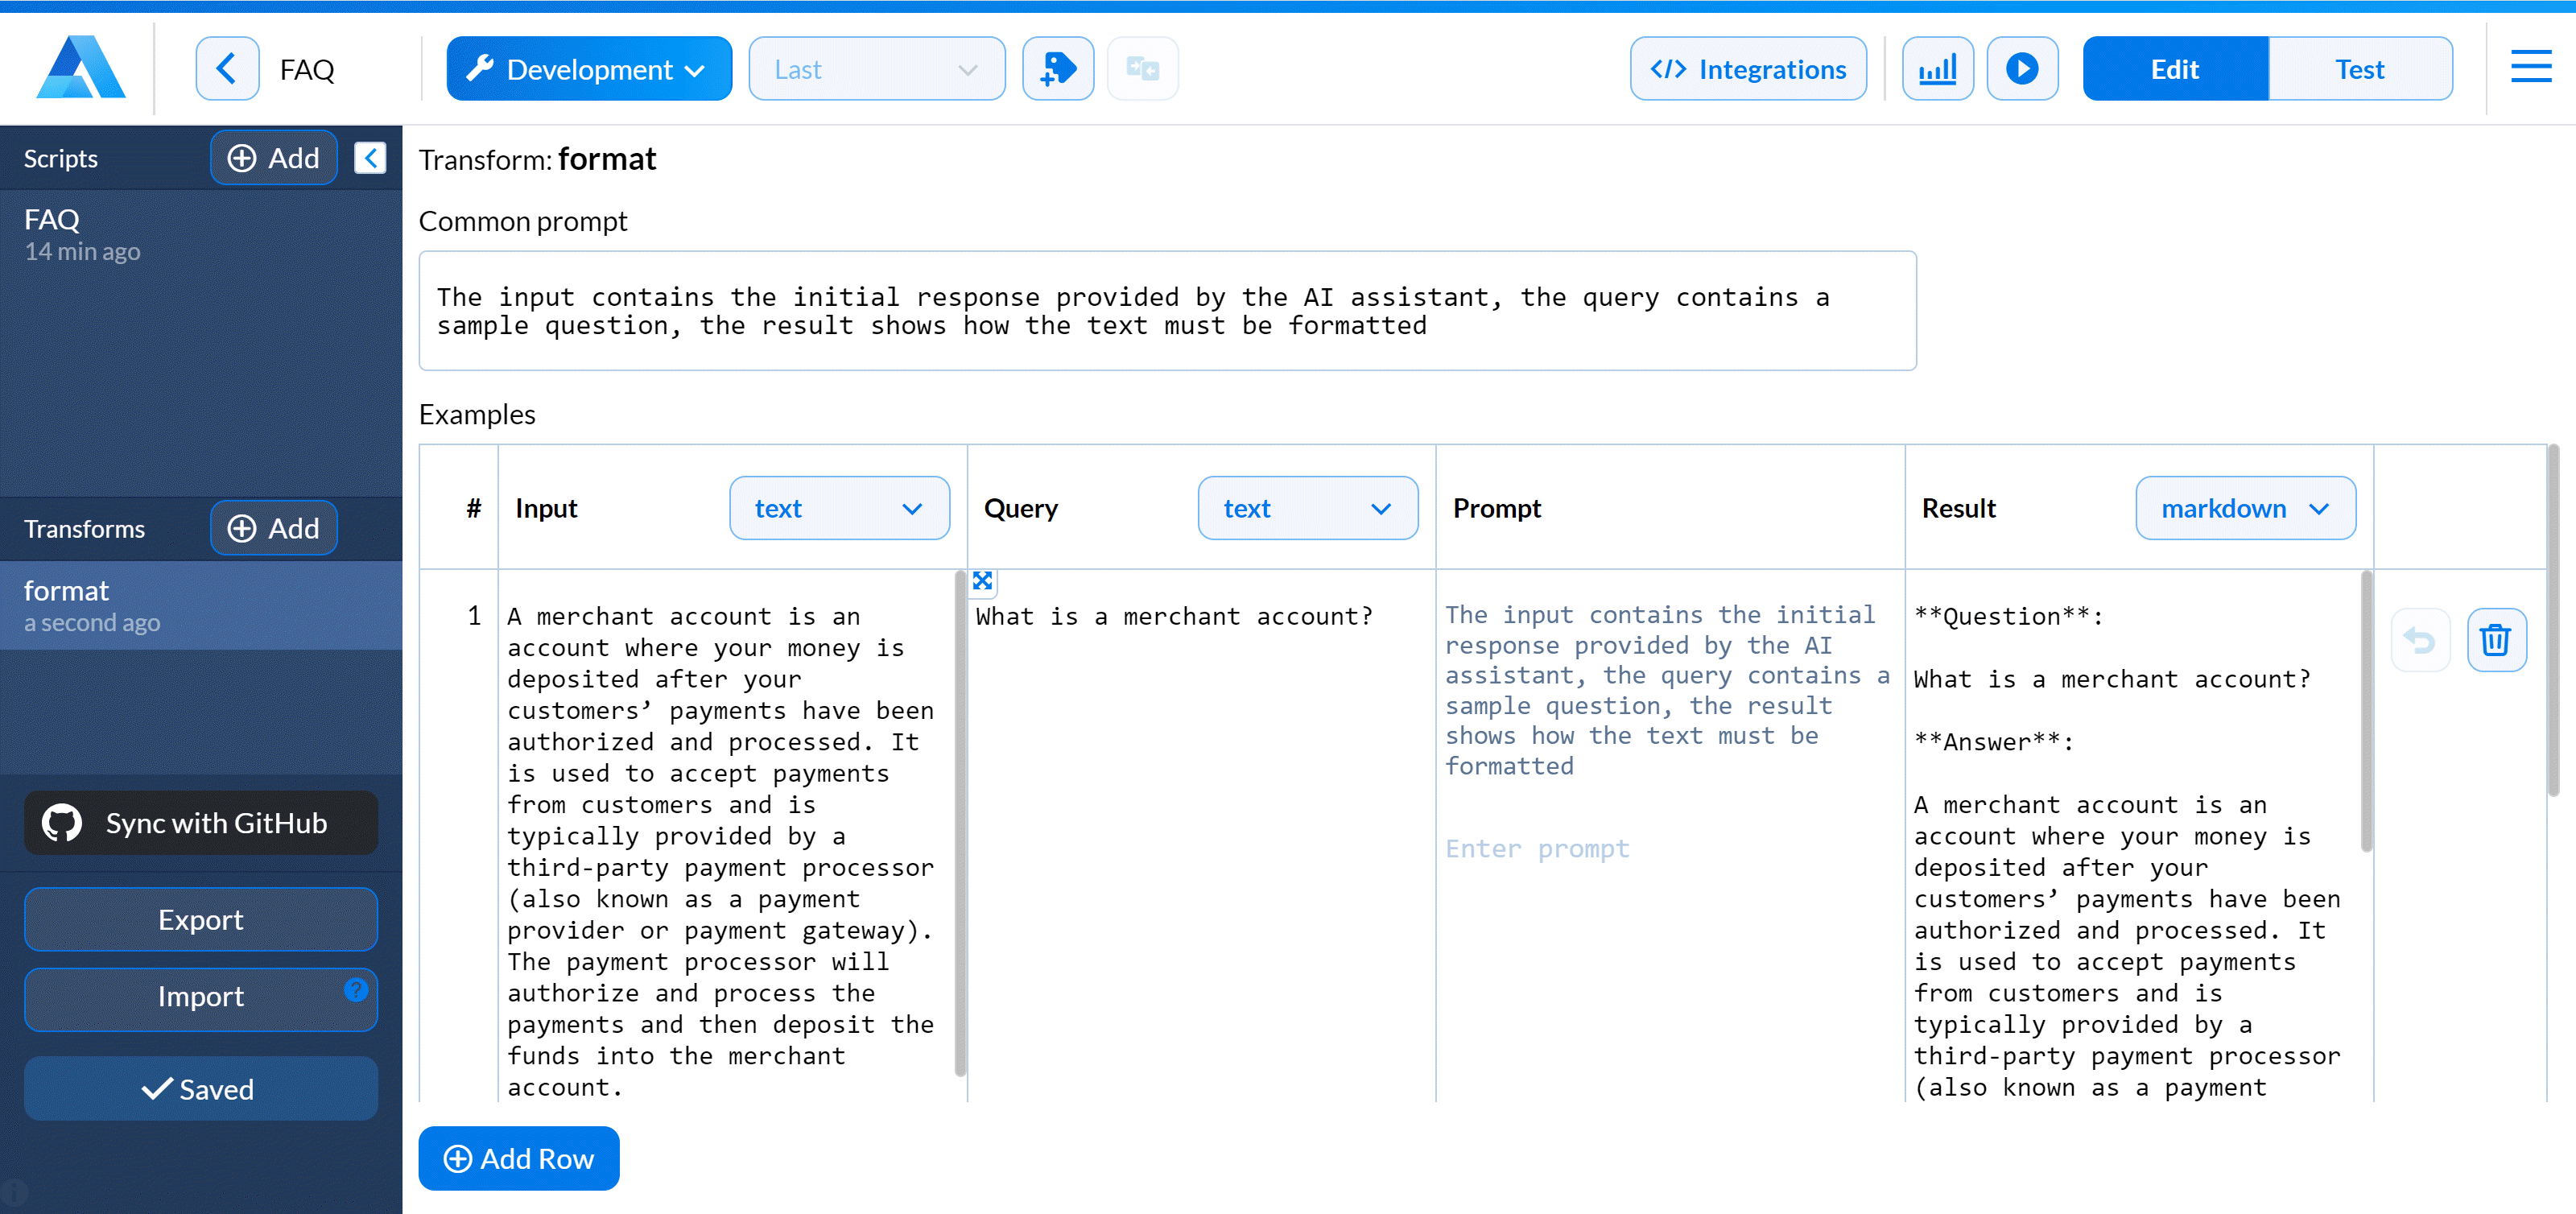 FAQ
Development
Last
</> Integrations
Edit
Test
Scripts
Add
FAQ
14 min ago
Transforms
Add
format
a second ago
Sync with GitHub
Export
Import
?
Saved
Transform: format
Common prompt
The input contains the initial response provided by the AI assistant, the query contains a
sample question, the result shows how the text must be formatted
Examples
#
Input
text
Query
text
Prompt
Result
markdown
1
A merchant account is an
account where your money is
deposited after your
customers’ payments have been
authorized and processed. It
is used to accept payments
from customers and is
typically provided by a
third-party payment processor
(also known as a payment
provider or payment gateway).
The payment processor will
authorize and process the
payments and then deposit the
funds into the merchant
account.
What is a merchant account?
The input contains the initial
response provided by the AI
assistant, the query contains a
sample question, the result
shows how the text must be
formatted
Enter prompt
**Question**:
What is a merchant account?
**Answer**:
A merchant account is an
account where your money is
deposited after your
customers’ payments have been
authorized and processed. It
is used to accept payments
from customers and is
typically provided by a
third-party payment processor
(also known as a payment
Add Row